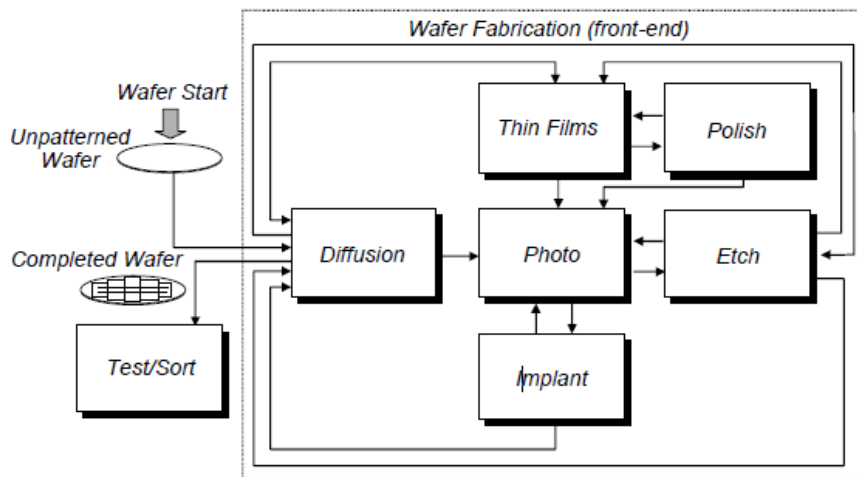 Wafer Fabrication (front-end)
Wafer Start
Unpatterned
Wafer
Thin Films
Polish
Completed Wafer
Diffusion
Photo
Etch
Test/Sort
Implant